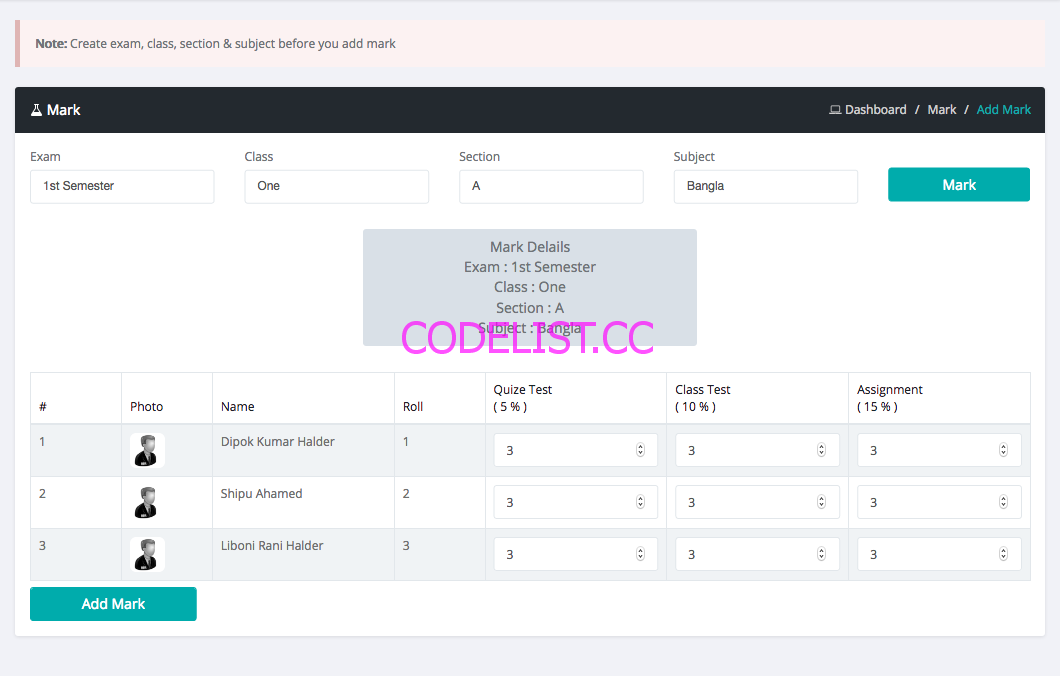 Note: Create exam, class, section & subject before you add mark
Mark
Dashboard / Mark / Add Mark
Exam
Class
Section
Subject
1st Semester
One
A
Bangla
Mark
Mark Delails
Exam : 1st Semester
Class : One
Section : A
Subject : Bangla
CODELIST.CC
#
Photo
Name
Roll
Quize Test
( 5 % )
Class Test
( 10 % )
Assignment
( 15 % )
1 Dipok Kumar Halder 1 3 3 3
2 Shipu Ahamed 2 3 3 3
3 Liboni Rani Halder 3 3 3 3
Add Mark